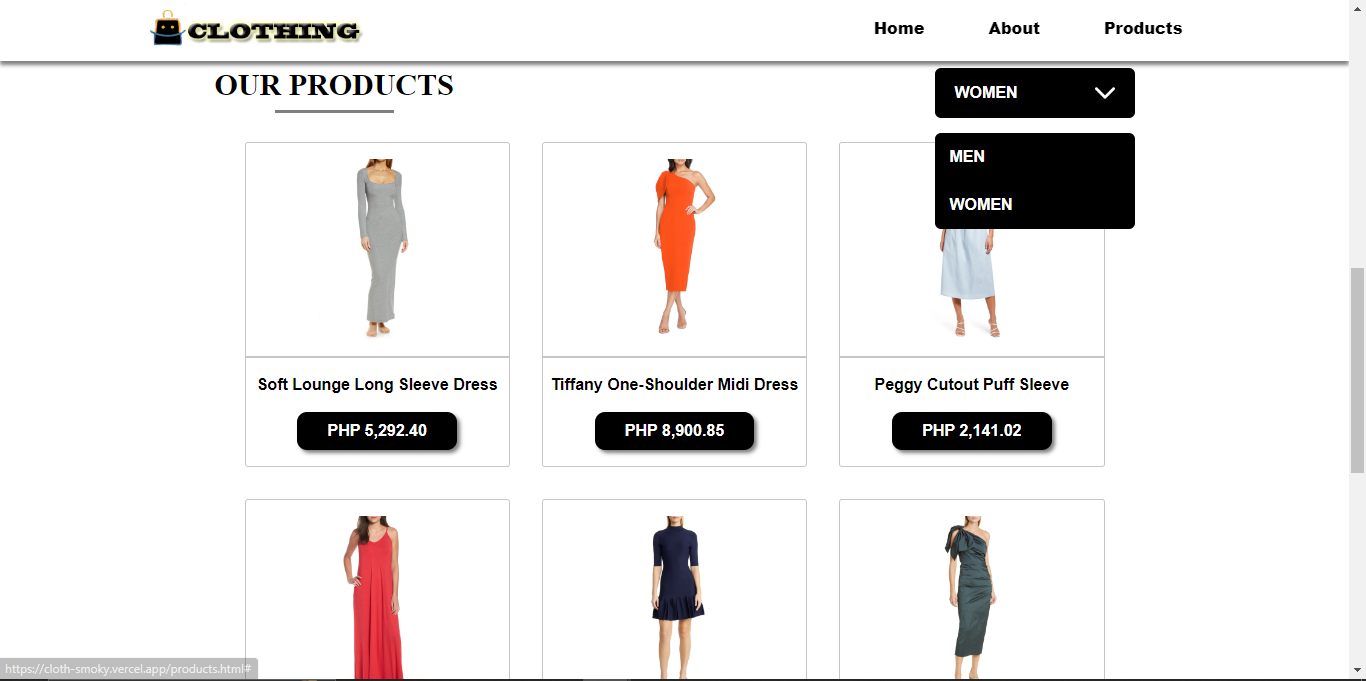 CLOTHING
Home
About
Products
OUR PRODUCTS
WOMEN
MEN
WOMEN
Soft Lounge Long Sleeve Dress
Tiffany One-Shoulder Midi Dress
Peggy Cutout Puff Sleeve
PHP 5,292.40
PHP 8,900.85
PHP 2,141.02
https://cloth-smoky.vercel.app/products.html#